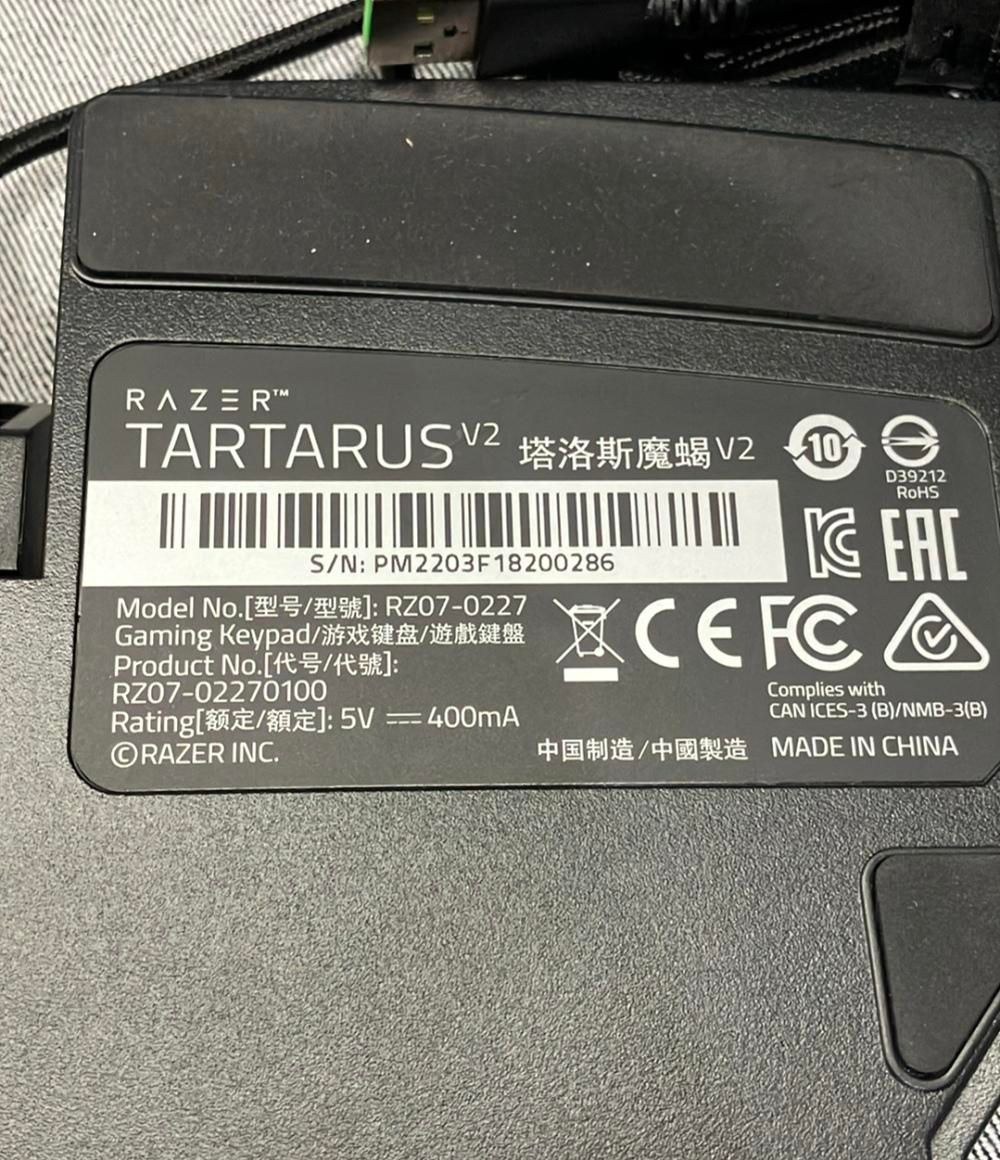 RAZER™
TARTARUS V2 塔洛斯魔蝎V2
10
D39212
RoHS
S/N: PM2203F18200286
EAC
Model No.[型号/型號]: RZ07-0227
Gaming Keypad/游戏键盘/遊戲鍵盤
Product No.[代号/代號]:
RZ07-02270100
Rating[额定/額定]: 5V ⎓ 400mA
©RAZER INC.
CE FC
Complies with
CAN ICES-3 (B)/NMB-3(B)
中国制造/中國製造 MADE IN CHINA